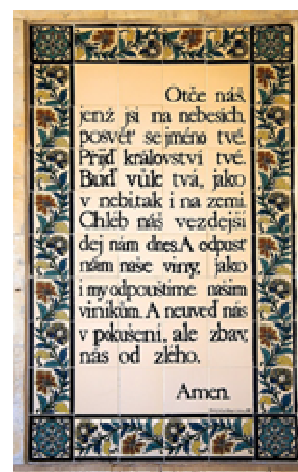 Otče náš,
jenž jsi na nebesích,
posvěť se jméno tvé.
Přijď království tvé.
Buď vůle tvá, jako
v nebi tak i na zemi.
Chléb náš vezdejší
dej nám dnes. A odpusť
nám naše viny, jako
i my odpouštíme našim
viníkům. A neuveď nás
v pokušení, ale zbav
nás od zlého.
Amen.